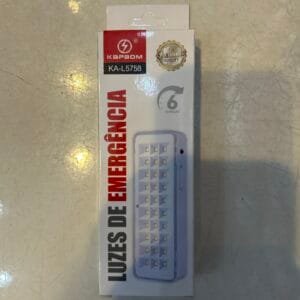 KAPBOM
KA-L5758
6
LUZES DE EMERGÊNCIA